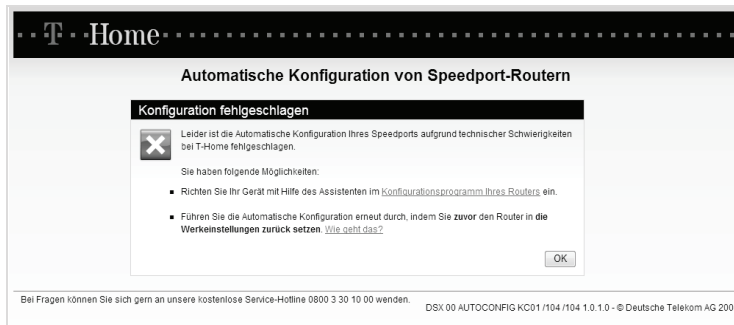 T Home
Automatische Konfiguration von Speedport-Routern
Konfiguration fehlgeschlagen
Leider ist die Automatische Konfiguration Ihres Speedports aufgrund technischer Schwierigkeiten
bei T-Home fehlgeschlagen.
Sie haben folgende Möglichkeiten:
Richten Sie Ihr Gerät mit Hilfe des Assistenten im Konfigurationsprogramm Ihres Routers ein.
Führen Sie die Automatische Konfiguration erneut durch, indem Sie zuvor den Router in die
Werkeinstellungen zurück setzen. Wie geht das?
OK
Bei Fragen können Sie sich gern an unsere kostenlose Service-Hotline 0800 3 30 10 00 wenden.
DSX 00 AUTOCONFIG KC01 /104 /104 1.0.1.0 - © Deutsche Telekom AG 200